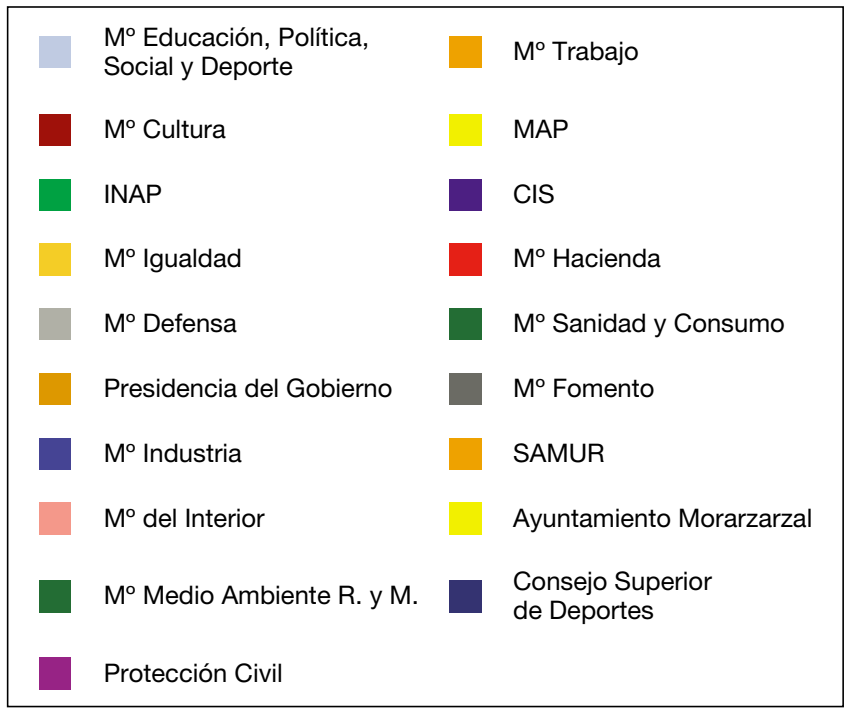 Mº Educación, Política,
Social y Deporte
Mº Cultura
INAP
Mº Igualdad
Mº Defensa
Presidencia del Gobierno
Mº Industria
Mº del Interior
Mº Medio Ambiente R. y M.
Protección Civil
Mº Trabajo
MAP
CIS
Mº Hacienda
Mº Sanidad y Consumo
Mº Fomento
SAMUR
Ayuntamiento Morarzarzal
Consejo Superior
de Deportes